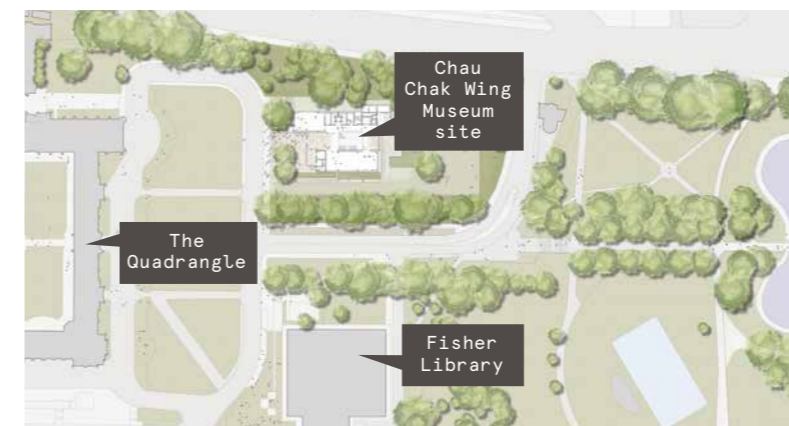 Chau
Chak Wing
Museum
site
The
Quadrangle
Fisher
Library